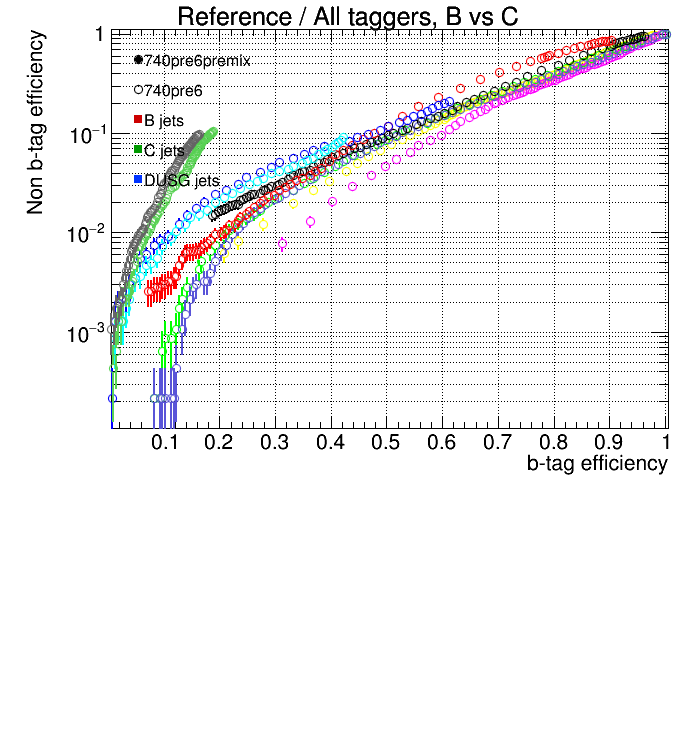 Reference / All taggers, B vs C
Non b-tag efficiency
1
10⁻¹
10⁻²
10⁻³
740pre6premix
740pre6
B jets
C jets
DUSG jets
0.1 0.2 0.3 0.4 0.5 0.6 0.7 0.8 0.9 1
b-tag efficiency